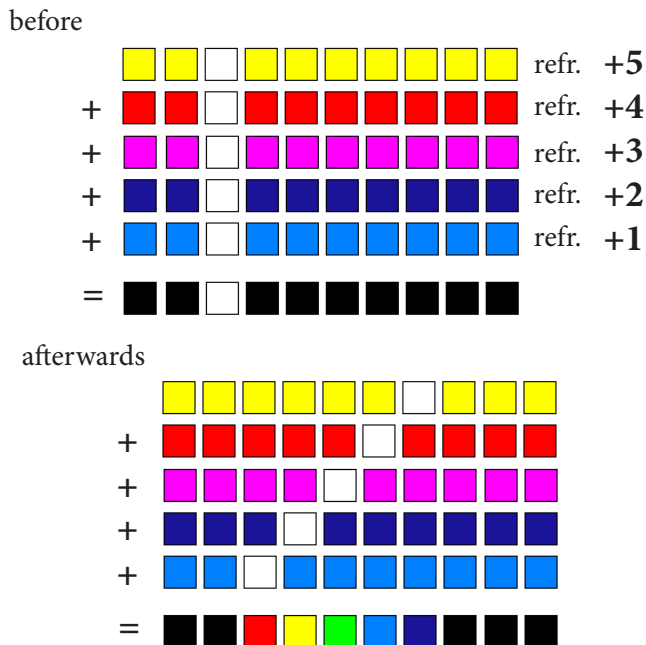 before
refr. +5
+ refr. +4
+ refr. +3
+ refr. +2
+ refr. +1
=
afterwards
+
+
+
+
=